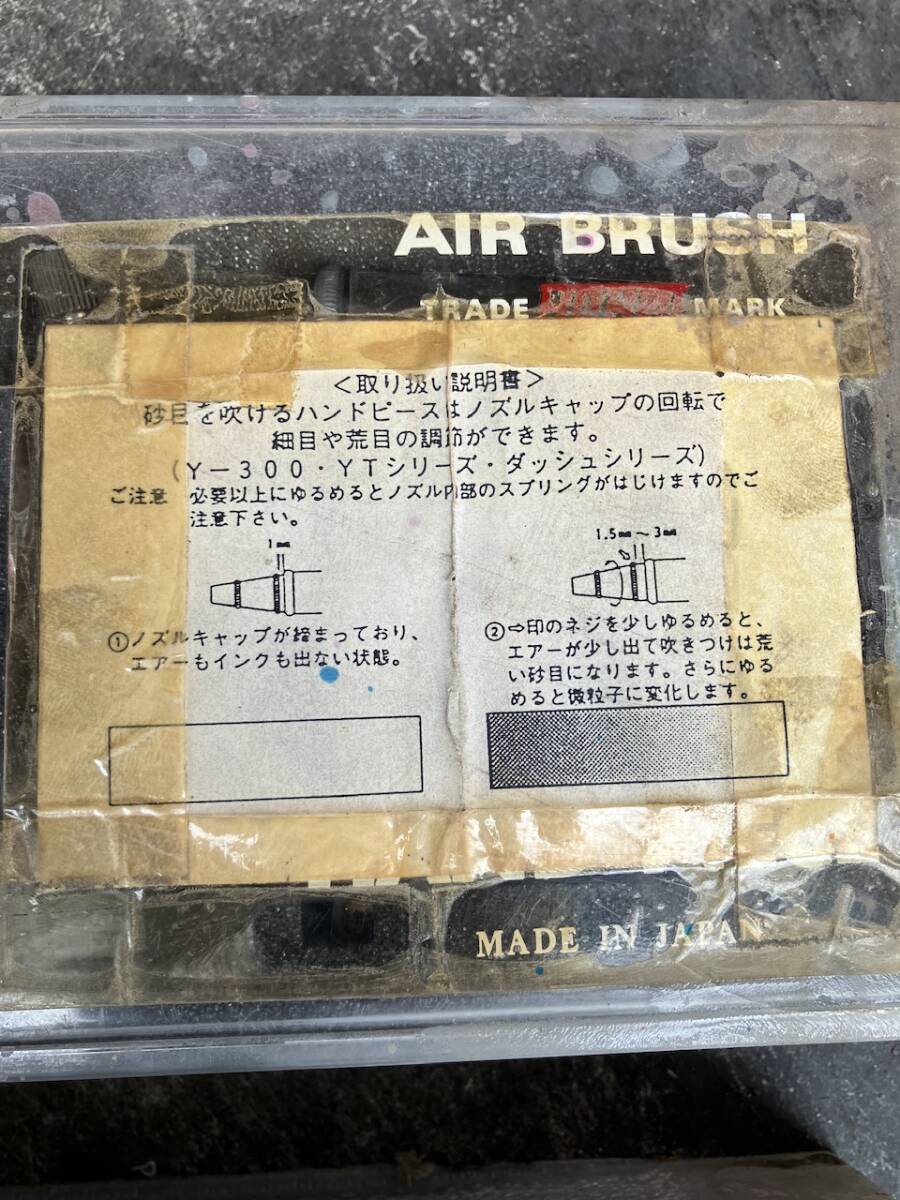 AIR BRUSH
TRADE MARK
＜取り扱い説明書＞
砂目を吹けるハンドピースはノズルキャップの回転で
細目や荒目の調節ができます。
(Y－300・YTシリーズ・ダッシュシリーズ)
ご注意 必要以上にゆるめるとノズル内部のスプリングがはじけますのでご
注意下さい。
1㎜
1.5㎜～3㎜
①ノズルキャップが締まっており、
エアーもインクも出ない状態。
②⇨印のネジを少しゆるめると、
エアーが少し出て吹きつけは荒
い砂目になります。さらにゆる
めると微粒子に変化します。
MADE IN JAPAN